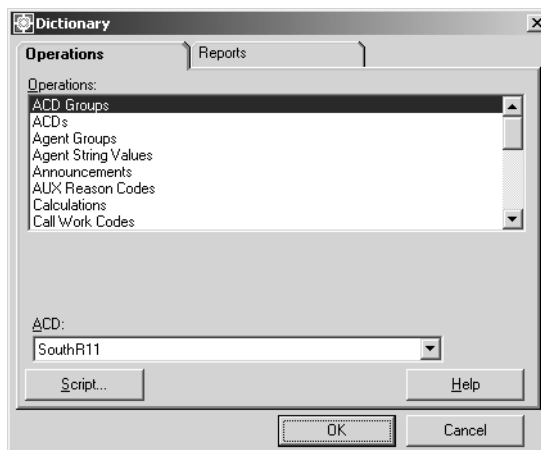 Dictionary
Operations
Reports
Operations:
ACD Groups
ACDs
Agent Groups
Agent String Values
Announcements
AUX Reason Codes
Calculations
Call Work Codes
ACD:
SouthR11
Script...
Help
OK
Cancel